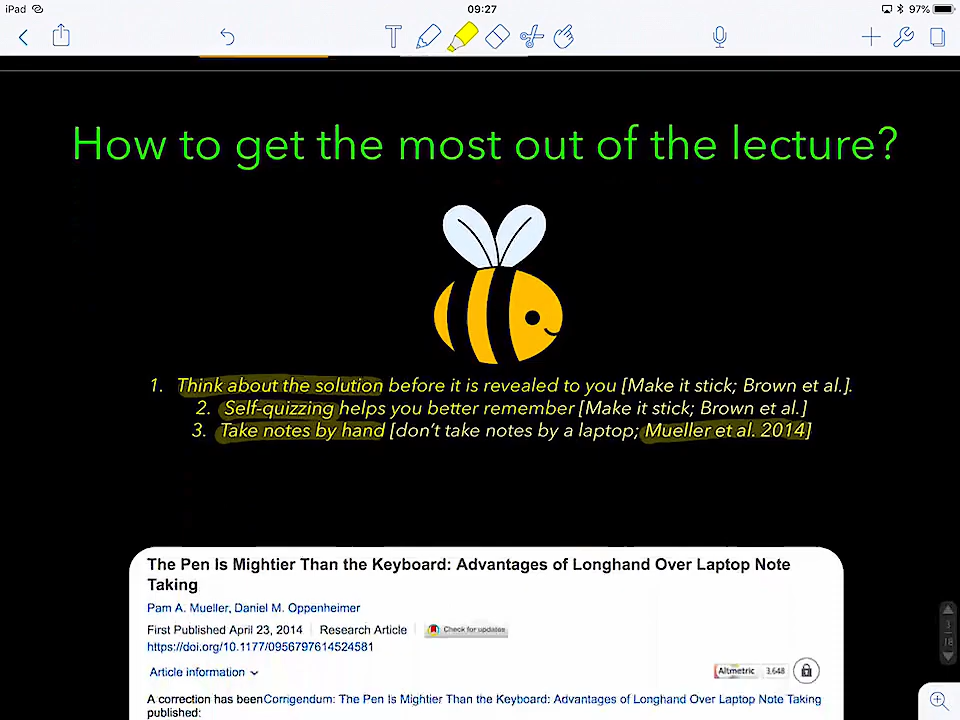 iPad
09:27
97%
T
How to get the most out of the lecture?
1. Think about the solution before it is revealed to you [Make it stick; Brown et al.].
2. Self-quizzing helps you better remember [Make it stick; Brown et al.]
3. Take notes by hand [don't take notes by a laptop; Mueller et al. 2014]
The Pen Is Mightier Than the Keyboard: Advantages of Longhand Over Laptop Note
Taking
Pam A. Mueller, Daniel M. Oppenheimer
First Published April 23, 2014 Research Article Check for updates
https://doi.org/10.1177/0956797614524581
Article information
Altmetric 3,648
A correction has beenCorrigendum: The Pen Is Mightier Than the Keyboard: Advantages of Longhand Over Laptop Note Taking
published:
3
18